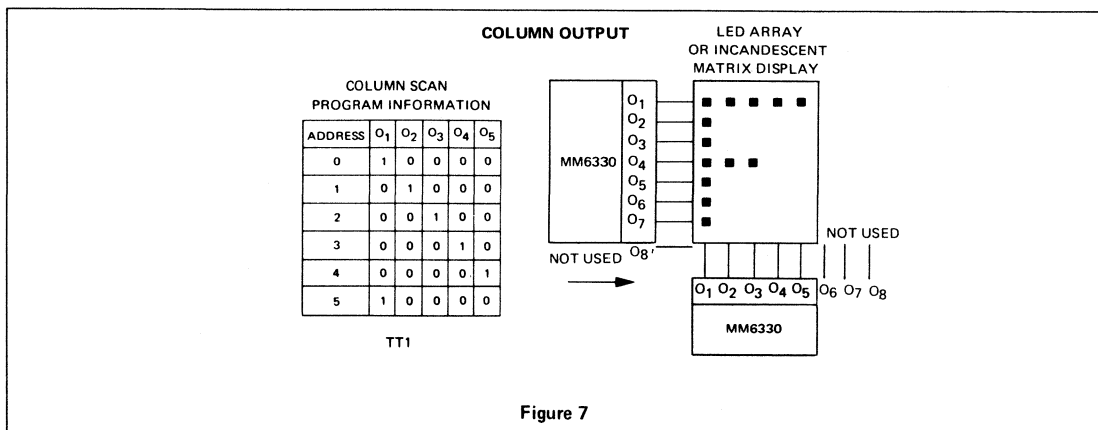 COLUMN OUTPUT
LED ARRAY
OR INCANDESCENT
MATRIX DISPLAY
COLUMN SCAN
PROGRAM INFORMATION
ADDRESS O1 O2 O3 O4 O5
0 1 0 0 0 0
1 0 1 0 0 0
2 0 0 1 0 0
3 0 0 0 1 0
4 0 0 0 0 1
5 1 0 0 0 0
TT1
MM6330
O1
O2
O3
O4
O5
O6
O7
O8'
NOT USED
NOT USED
O1 O2 O3 O4 O5 O6 O7 O8
MM6330
Figure 7